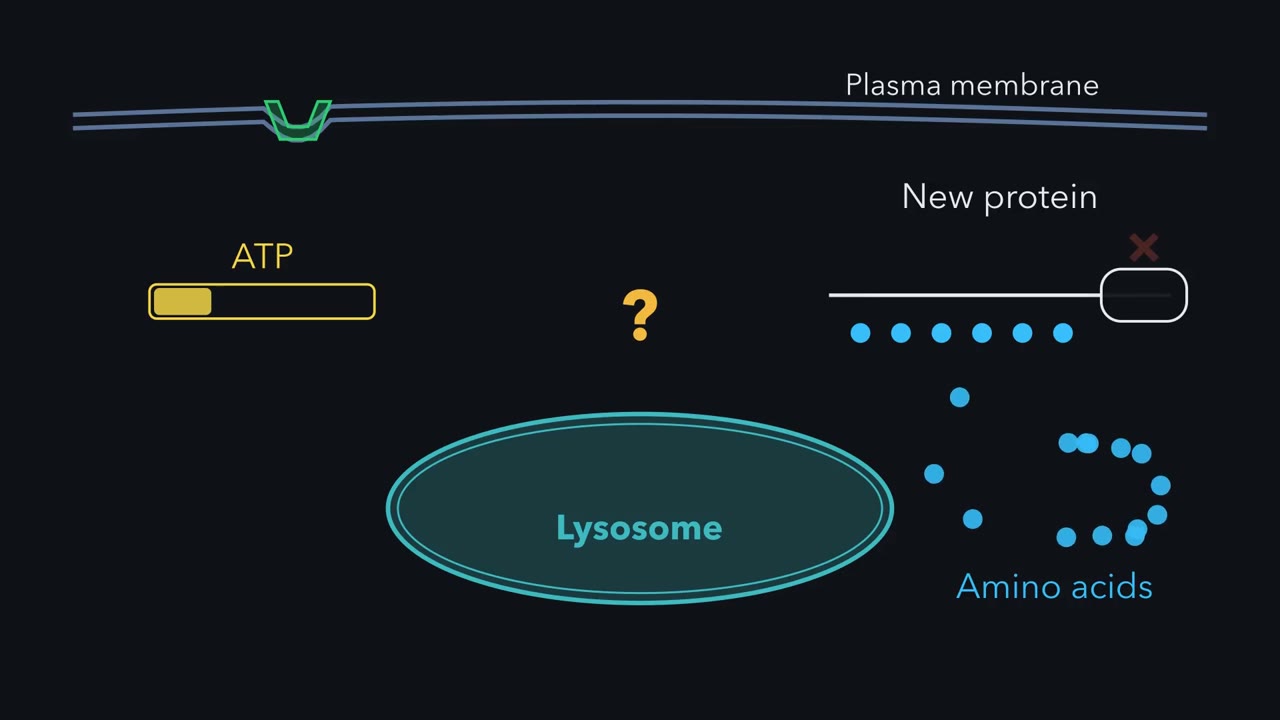 Plasma membrane
New protein
ATP
?
Lysosome
Amino acids